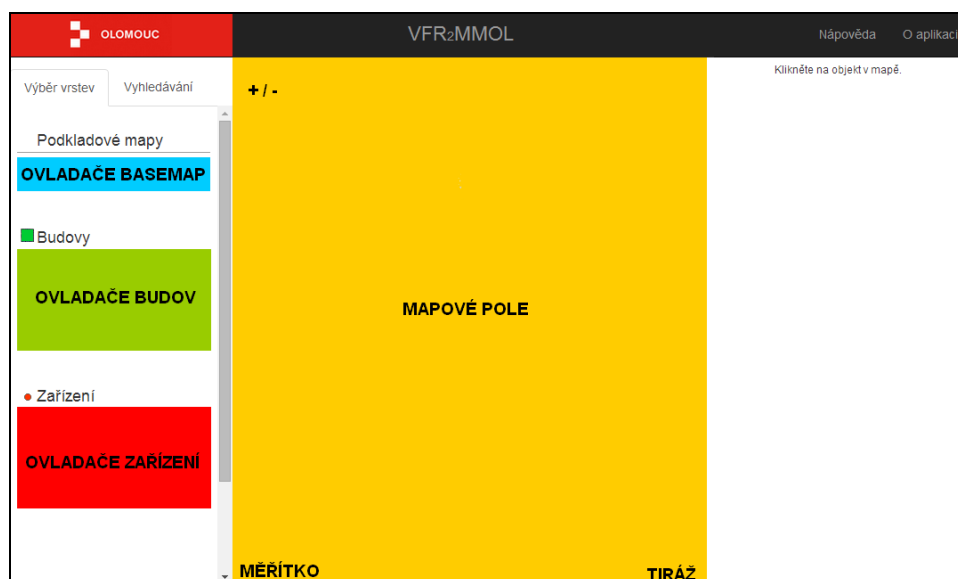 OLOMOUC
VFR2MMOL
Nápověda
O aplikaci
Výběr vrstev
Vyhledávání
Podkladové mapy
OVLADAČE BASEMAP
Budovy
OVLADAČE BUDOV
Zařízení
OVLADAČE ZAŘÍZENÍ
+ / -
MAPOVÉ POLE
MĚŘÍTKO
TIRÁŽ
Klikněte na objekt v mapě.